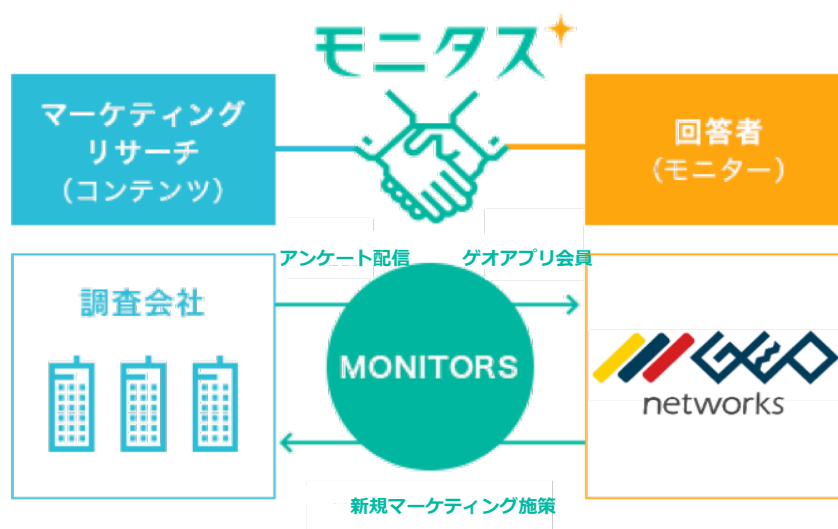 モニタス
マーケティング
リサーチ
(コンテンツ)
回答者
(モニター)
アンケート配信
ゲオアプリ会員
調査会社
MONITORS
GEO
networks
新規マーケティング施策